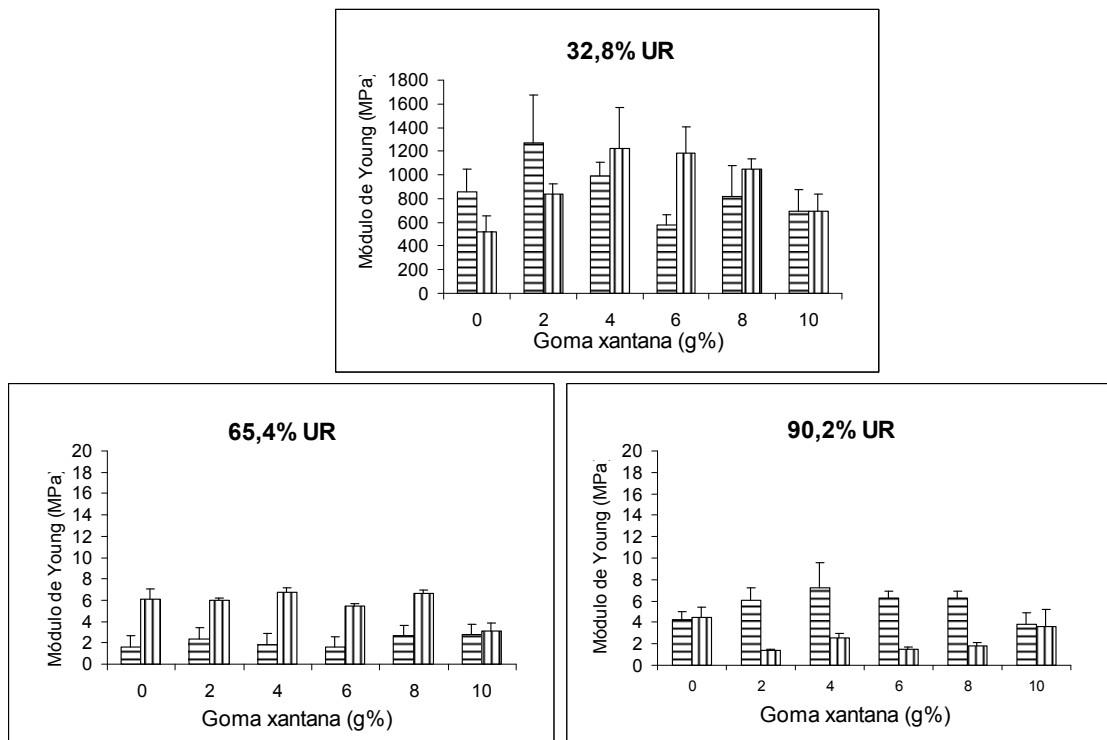 32,8% UR
Módulo de Young (MPa)
1800
1600
1400
1200
1000
800
600
400
200
0
0 2 4 6 8 10
Goma xantana (g%)
65,4% UR
Módulo de Young (MPa)
20
18
16
14
12
10
8
6
4
2
0
0 2 4 6 8 10
Goma xantana (g%)
90,2% UR
Módulo de Young (MPa)
20
18
16
14
12
10
8
6
4
2
0
0 2 4 6 8 10
Goma xantana (g%)